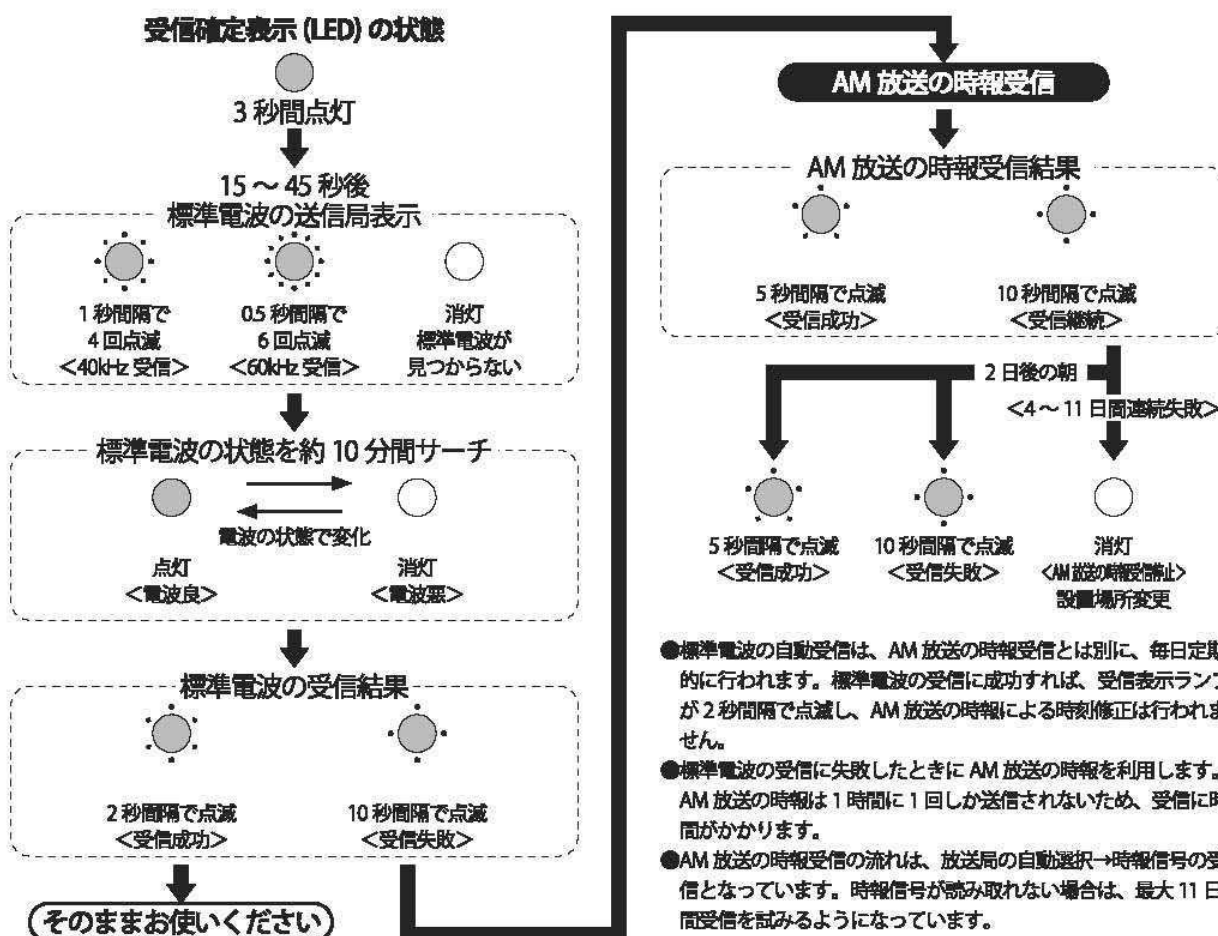 受信確定表示 (LED) の状態
3 秒間点灯
15 ～ 45 秒後
標準電波の送信局表示
1 秒間隔で
4 回点滅
＜40kHz 受信＞
0.5 秒間隔で
6 回点滅
＜60kHz 受信＞
消灯
標準電波が
見つからない
標準電波の状態を約 10 分間サーチ
電波の状態で変化
点灯
＜電波良＞
消灯
＜電波悪＞
標準電波の受信結果
2 秒間隔で点滅
＜受信成功＞
10 秒間隔で点滅
＜受信失敗＞
そのままお使いください
AM 放送の時報受信
AM 放送の時報受信結果
5 秒間隔で点滅
＜受信成功＞
10 秒間隔で点滅
＜受信継続＞
2 日後の朝
＜4 ～ 11 日間連続失敗＞
5 秒間隔で点滅
＜受信成功＞
10 秒間隔で点滅
＜受信失敗＞
消灯
＜AM 放送の時報受信停止＞
設置場所変更
●標準電波の自動受信は、AM 放送の時報受信とは別に、毎日定期
的に行われます。標準電波の受信に成功すれば、受信表示ランプ
が 2 秒間隔で点滅し、AM 放送の時報による時刻修正は行われま
せん。
●標準電波の受信に失敗したときに AM 放送の時報を利用します。
AM 放送の時報は 1 時間に 1 回しか送信されないため、受信に時
間がかかります。
●AM 放送の時報受信の流れは、放送局の自動選択→時報信号の受
信となっています。時報信号が読み取れない場合は、最大 11 日
間受信を試みるようになっています。